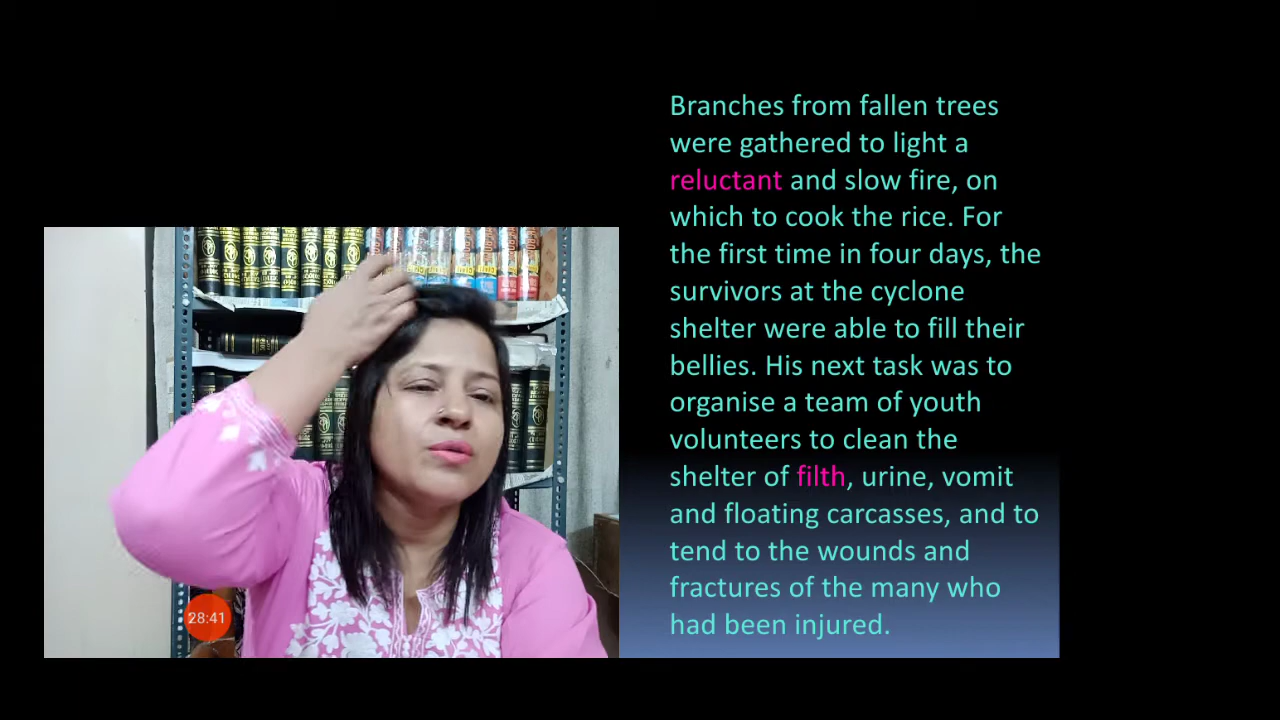 Branches from fallen trees
were gathered to light a
reluctant and slow fire, on
which to cook the rice. For
the first time in four days, the
survivors at the cyclone
shelter were able to fill their
bellies. His next task was to
organise a team of youth
volunteers to clean the
shelter of filth, urine, vomit
and floating carcasses, and to
tend to the wounds and
fractures of the many who
had been injured.
28:41